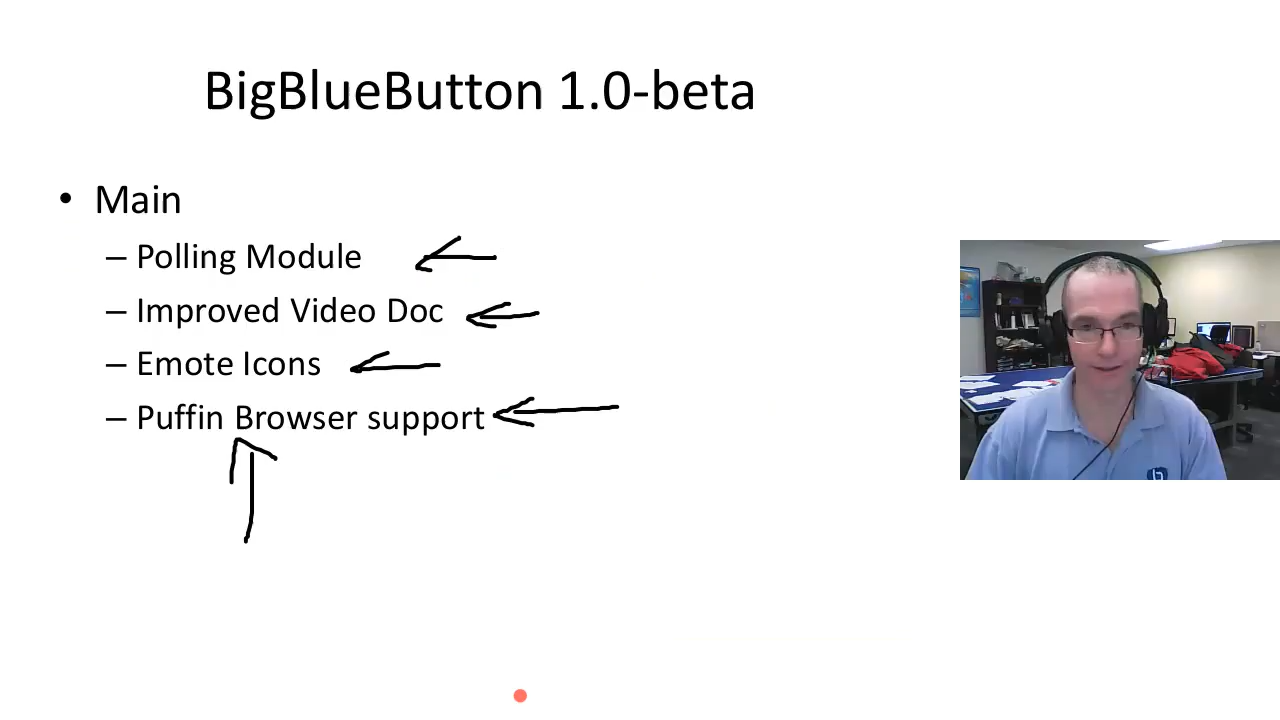 BigBlueButton 1.0-beta
• Main
– Polling Module
– Improved Video Doc
– Emote Icons
– Puffin Browser support